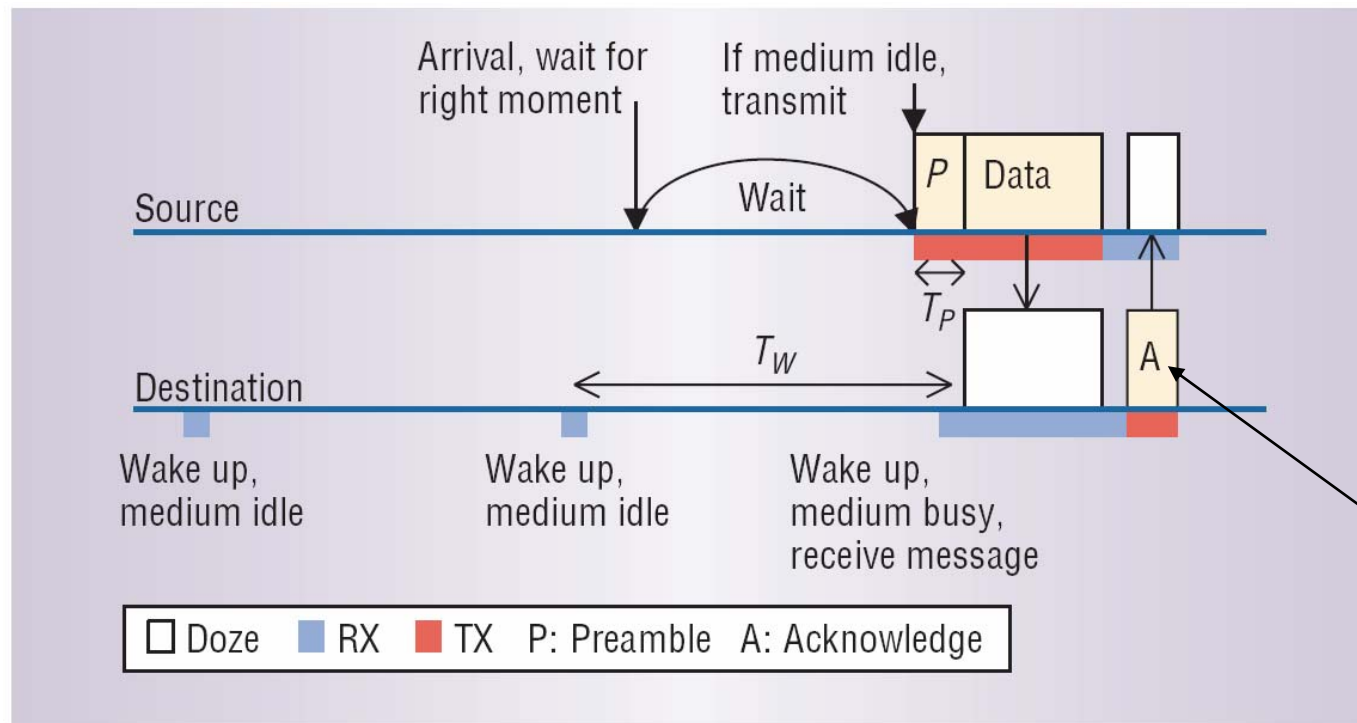 Arrival, wait for
right moment
If medium idle,
transmit
P
Data
Wait
Source
T_P
T_W
A
Destination
Wake up,
medium idle
Wake up,
medium idle
Wake up,
medium busy,
receive message
Doze RX TX P: Preamble A: Acknowledge